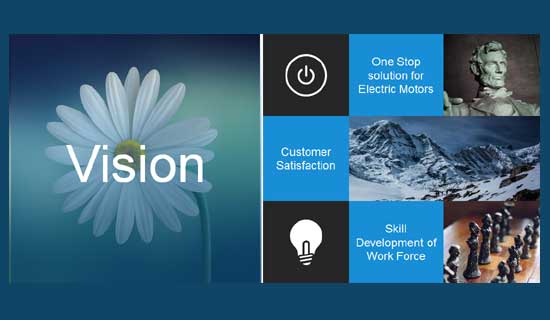 Vision
One Stop
solution for
Electric Motors
Customer
Satisfaction
Skill
Development of
Work Force